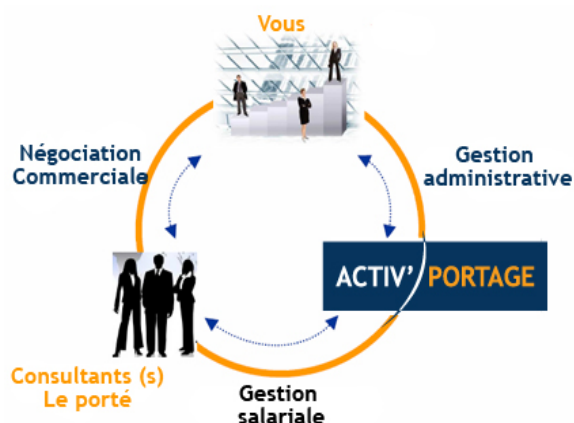 Vous
Négociation
Commerciale
Gestion
administrative
ACTIV' PORTAGE
Consultants (s)
Le porté
Gestion
salariale